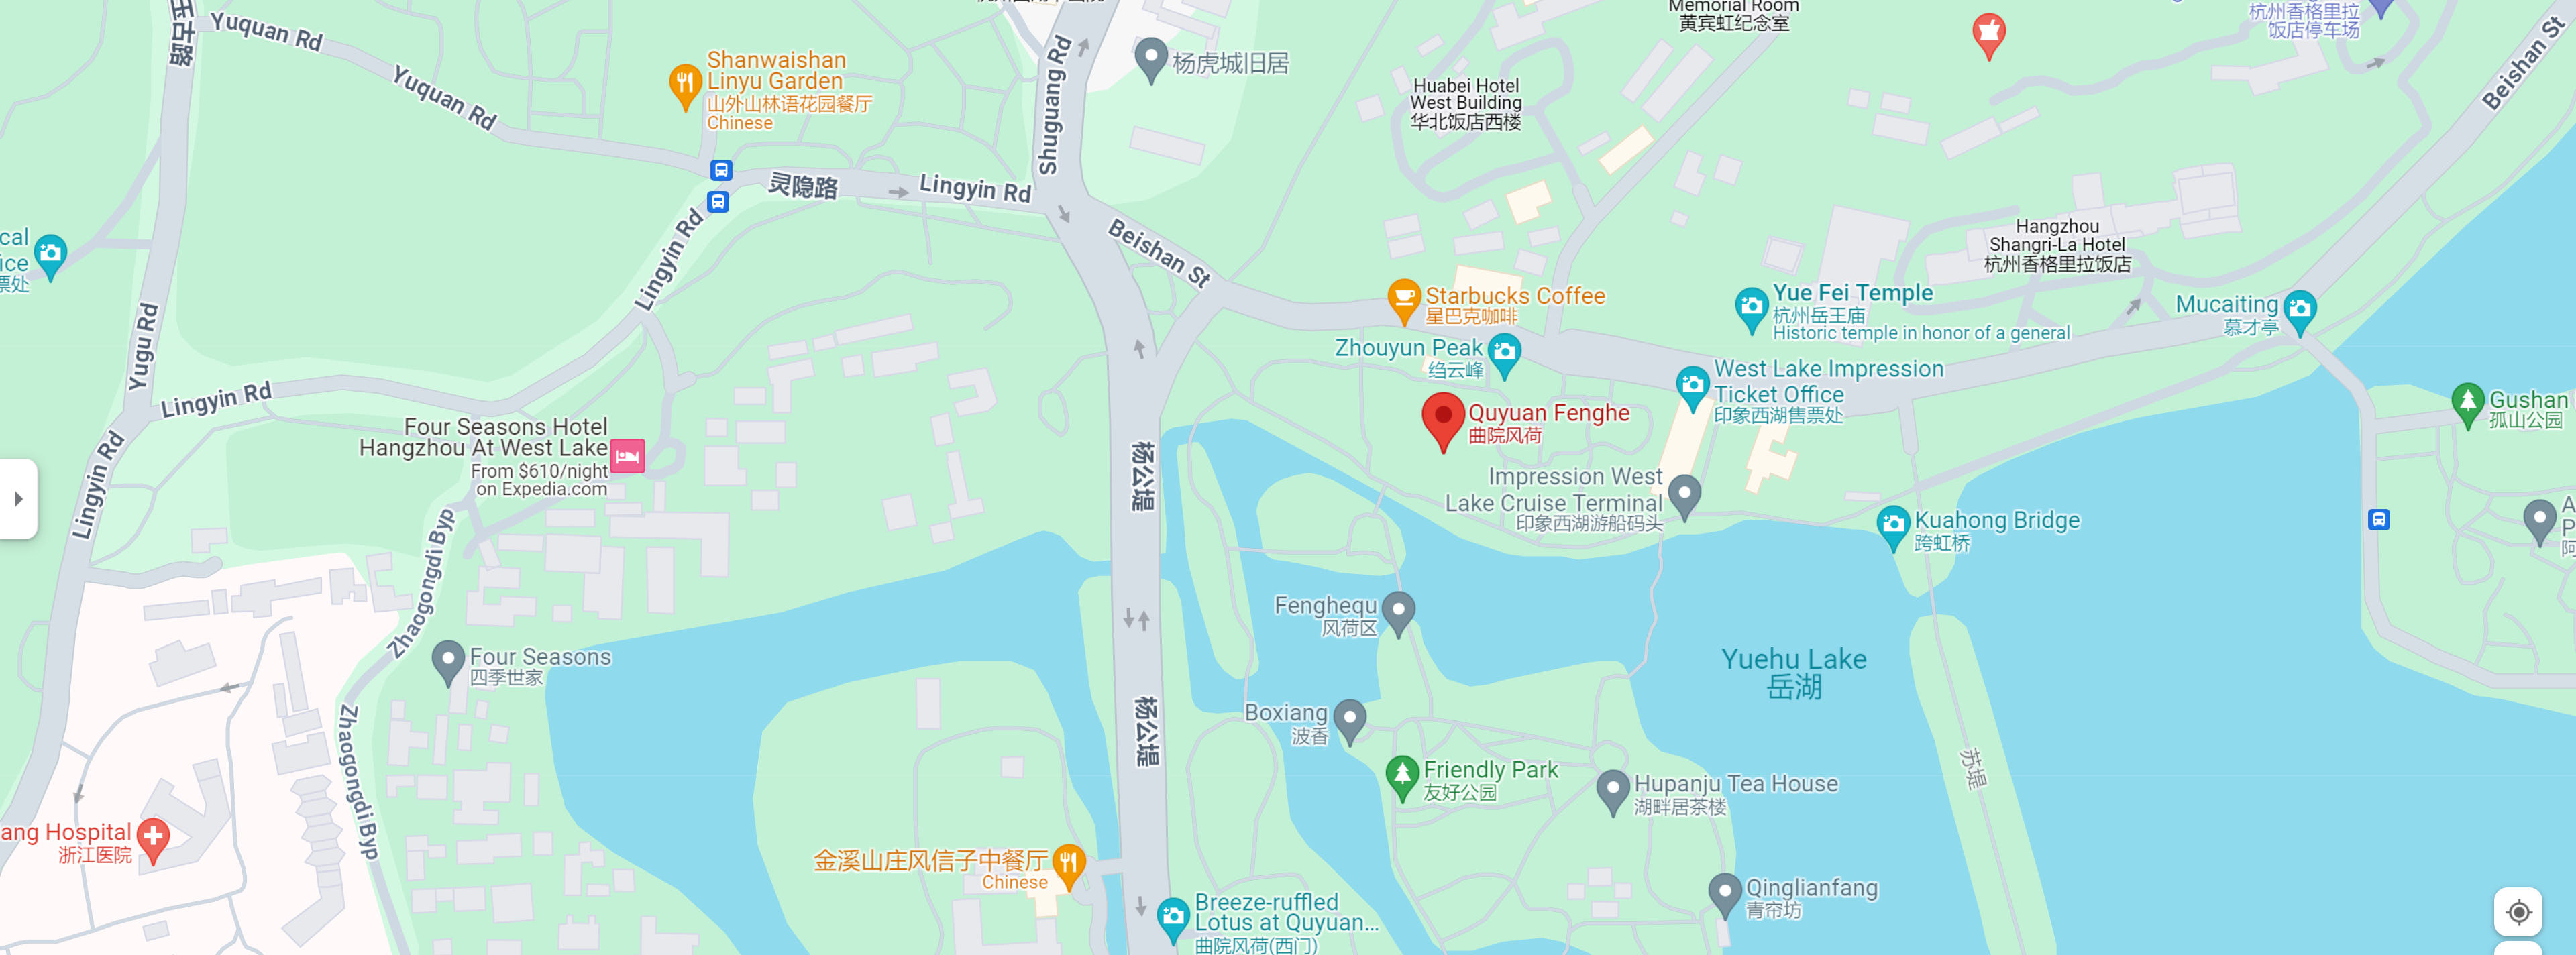 玉古路
Yuquan Rd
Yuquan Rd
Shanwaishan
Linyu Garden
山外山林语花园餐厅
Chinese
Shuguang Rd
杨虎城旧居
Huabei Hotel
West Building
华北饭店西楼
Memorial Room
黄宾虹纪念室
杭州香格里拉
饭店停车场
Beishan St
灵隐路
Lingyin Rd
Lingyin Rd
Beishan St
cal
ice
票处
Yugu Rd
Lingyin Rd
Lingyin Rd
Four Seasons Hotel
Hangzhou At West Lake
From $610/night
on Expedia.com
Starbucks Coffee
星巴克咖啡
Zhouyun Peak
绉云峰
Quyuan Fenghe
曲院风荷
Yue Fei Temple
杭州岳王庙
Historic temple in honor of a general
Hangzhou
Shangri-La Hotel
杭州香格里拉饭店
Mucaiting
慕才亭
West Lake Impression
Ticket Office
印象西湖售票处
Gushan
孤山公园
Impression West
Lake Cruise Terminal
印象西湖游船码头
Kuahong Bridge
跨虹桥
A
P
阿
杨公堤
Zhaogongdi Byp
Four Seasons
四季世家
Fenghequ
风荷区
Yuehu Lake
岳湖
Boxiang
波香
杨公堤
Zhaogongdi Byp
Friendly Park
友好公园
Hupanju Tea House
湖畔居茶楼
苏堤
ang Hospital
浙江医院
金溪山庄风信子中餐厅
Chinese
Breeze-ruffled
Lotus at Quyuan...
曲院风荷(西门)
Qinglianfang
青帘坊